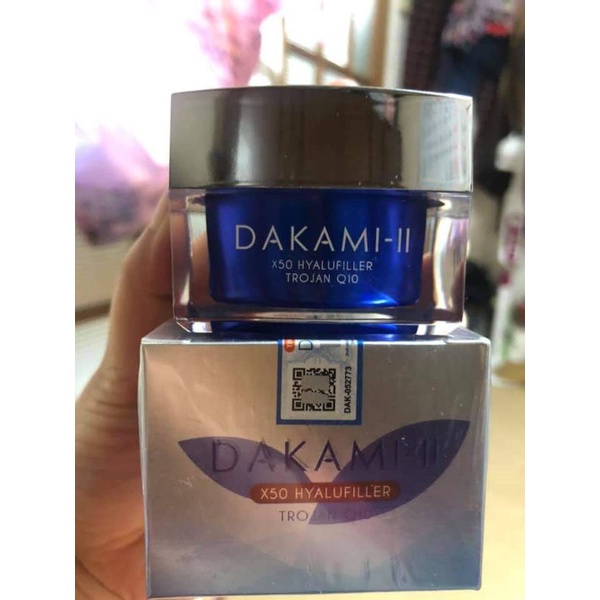 DAKAMI-II
X50 HYALUFILLER
TROJAN Q10
DAK-052773
DAKAMI-II
X50 HYALUFILLER
TROJAN Q10